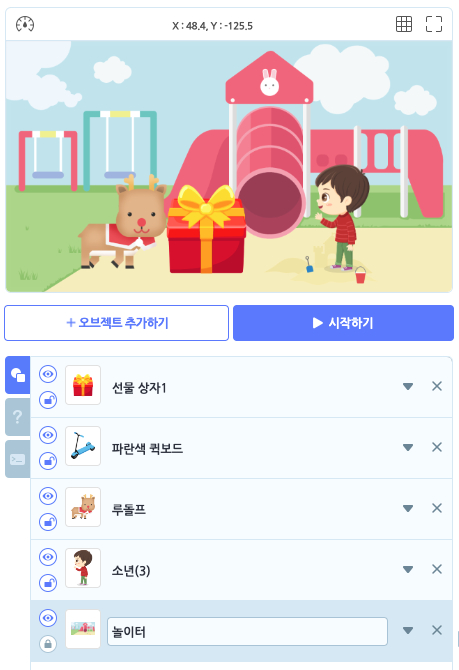 X : 48.4, Y : -125.5
+ 오브젝트 추가하기
▶ 시작하기
선물 상자1
?
파란색 퀵보드
루돌프
소년(3)
놀이터